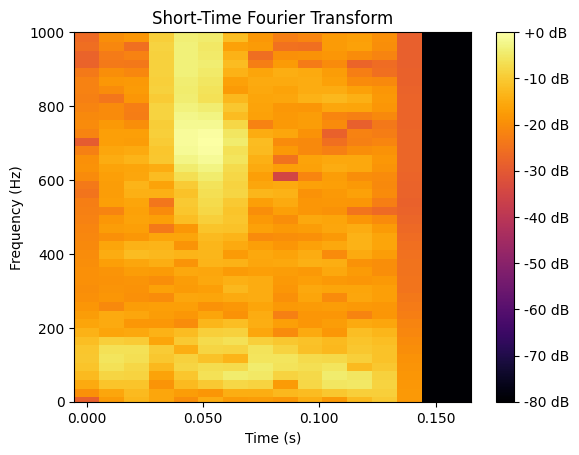 Short-Time Fourier Transform
1000
800
600
400
200
0
Frequency (Hz)
0.000
0.050
0.100
0.150
Time (s)
+0 dB
-10 dB
-20 dB
-30 dB
-40 dB
-50 dB
-60 dB
-70 dB
-80 dB